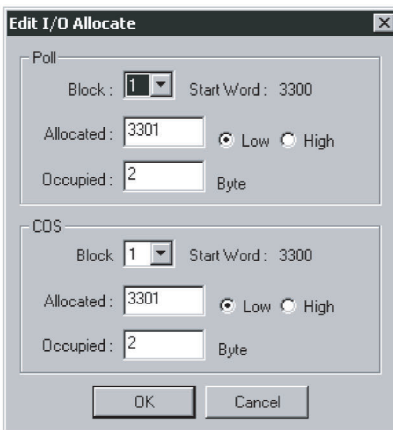 Edit I/O Allocate
Poll
Block : 1 Start Word : 3300
Allocated : 3301 Low High
Occupied : 2 Byte
COS
Block 1 Start Word : 3300
Allocated : 3301 Low High
Occupied : 2 Byte
OK Cancel